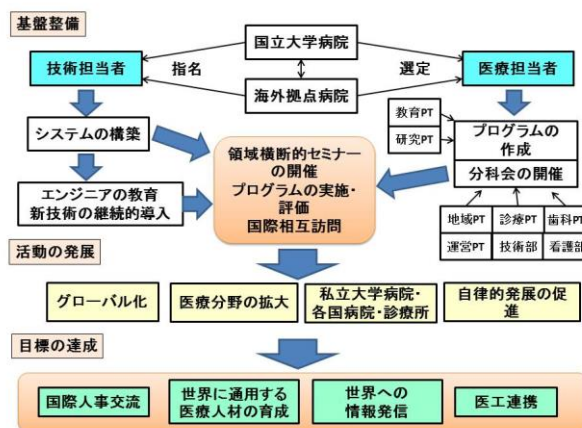 基盤整備
国立大学病院
技術担当者
指名
選定
医療担当者
海外拠点病院
教育PT
研究PT
システムの構築
プログラムの
作成
分科会の開催
領域横断的セミナー
の開催
プログラムの実施・
評価
国際相互訪問
エンジニアの教育
新技術の継続的導入
地域PT
診療PT
歯科PT
運営PT
技術部
看護部
活動の発展
グローバル化
医療分野の拡大
私立大学病院・
各国病院・診療所
自律的発展の促
進
目標の達成
国際人事交流
世界に通用する
医療人材の育成
世界への
情報発信
医工連携